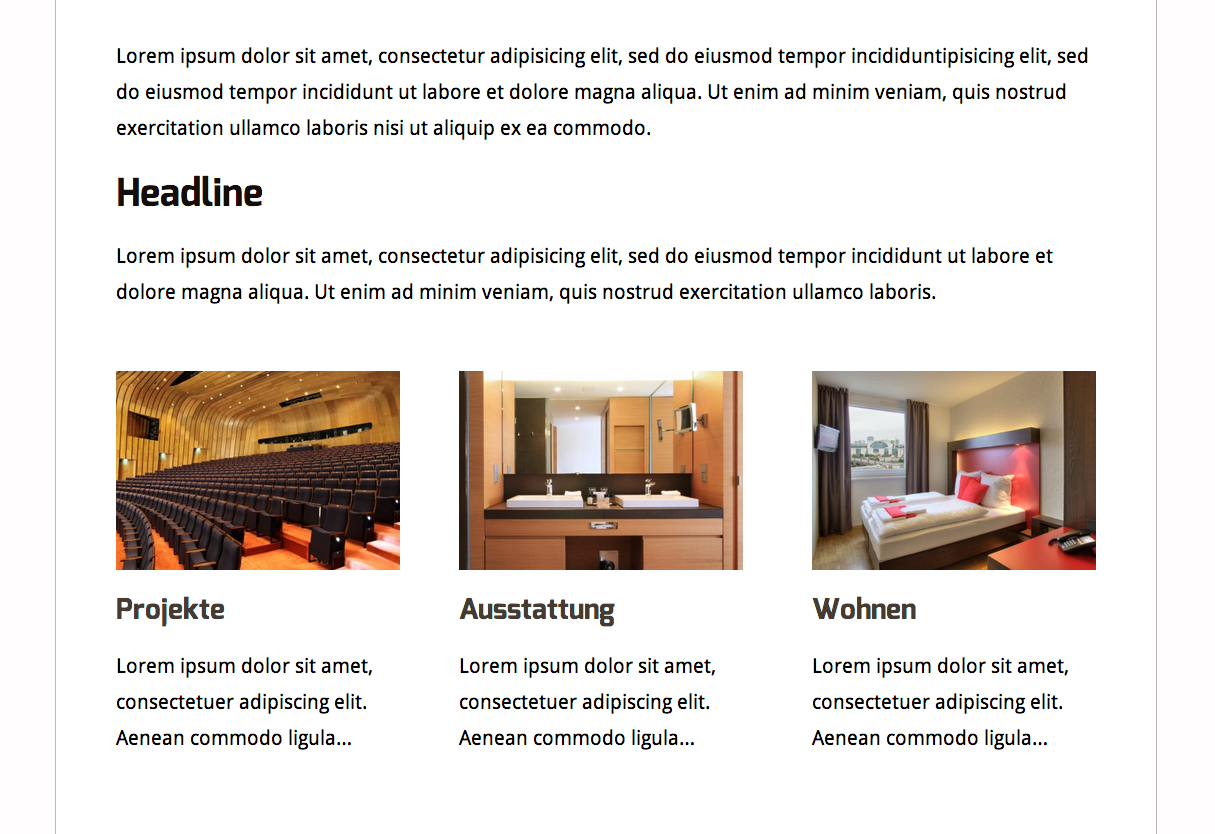 Lorem ipsum dolor sit amet, consectetur adipisicing elit, sed do eiusmod tempor incididuntipisicing elit, sed
do eiusmod tempor incididunt ut labore et dolore magna aliqua. Ut enim ad minim veniam, quis nostrud
exercitation ullamco laboris nisi ut aliquip ex ea commodo.
Headline
Lorem ipsum dolor sit amet, consectetur adipisicing elit, sed do eiusmod tempor incididunt ut labore et
dolore magna aliqua. Ut enim ad minim veniam, quis nostrud exercitation ullamco laboris.
Projekte
Lorem ipsum dolor sit amet,
consectetuer adipiscing elit.
Aenean commodo ligula...
Ausstattung
Lorem ipsum dolor sit amet,
consectetuer adipiscing elit.
Aenean commodo ligula...
Wohnen
Lorem ipsum dolor sit amet,
consectetuer adipiscing elit.
Aenean commodo ligula...